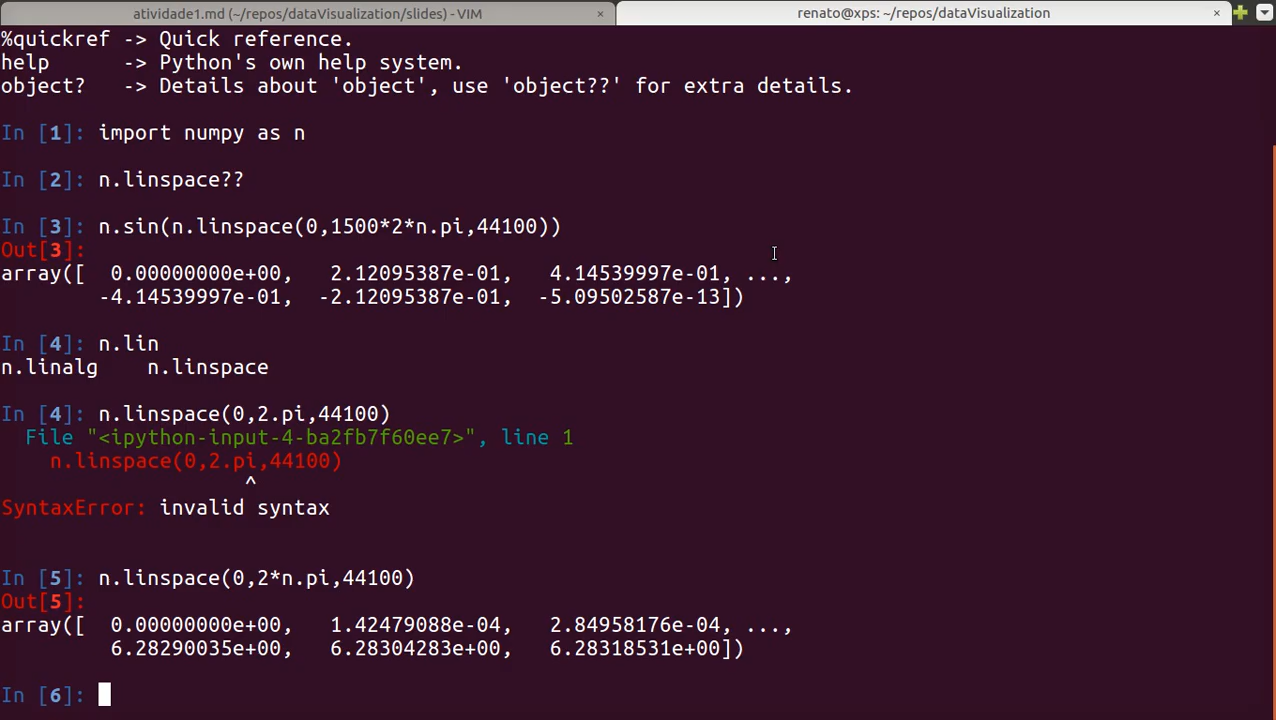 atividade1.md (~/repos/dataVisualization/slides) - VIM × renato@xps: ~/repos/dataVisualization ×
%quickref -> Quick reference.
help      -> Python's own help system.
object?   -> Details about 'object', use 'object??' for extra details.
In [1]: import numpy as n
In [2]: n.linspace??
In [3]: n.sin(n.linspace(0,1500*2*n.pi,44100))
Out[3]:
array([  0.00000000e+00,   2.12095387e-01,   4.14539997e-01, ...,
        -4.14539997e-01,  -2.12095387e-01,  -5.09502587e-13])
In [4]: n.lin
n.linalg    n.linspace
In [4]: n.linspace(0,2.pi,44100)
  File "<ipython-input-4-ba2fb7f60ee7>", line 1
    n.linspace(0,2.pi,44100)
                    ^
SyntaxError: invalid syntax
In [5]: n.linspace(0,2*n.pi,44100)
Out[5]:
array([  0.00000000e+00,   1.42479088e-04,   2.84958176e-04, ...,
         6.28290035e+00,   6.28304283e+00,   6.28318531e+00])
In [6]: